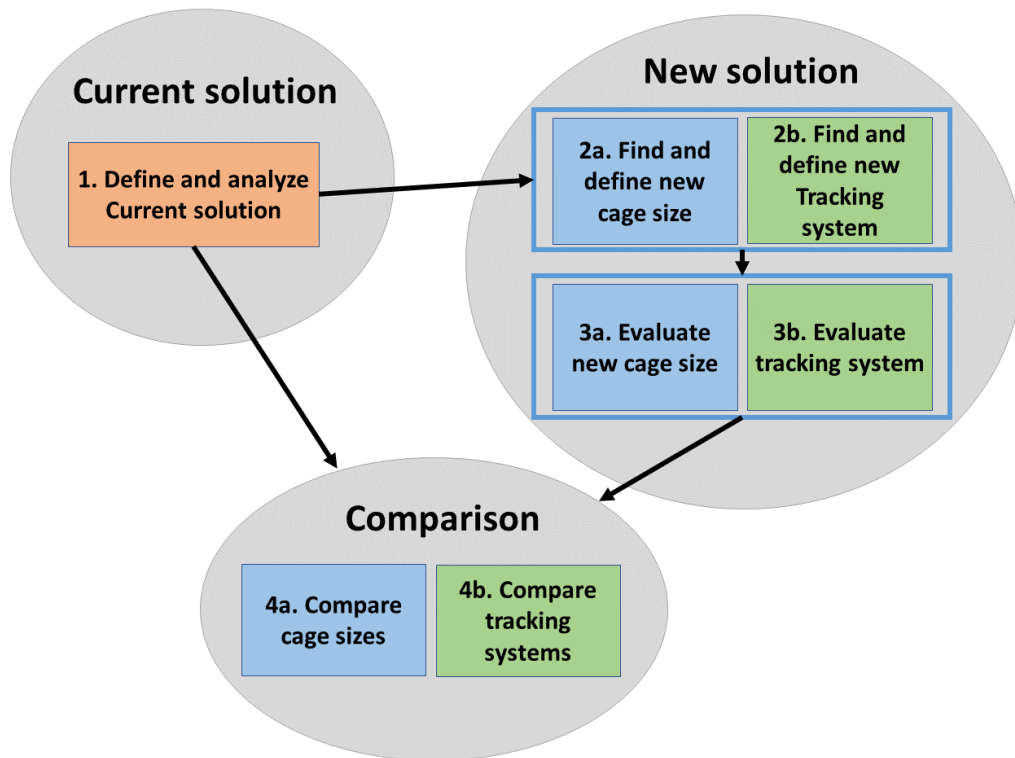 Current solution
1. Define and analyze
Current solution
New solution
2a. Find and
define new
cage size
2b. Find and
define new
Tracking
system
3a. Evaluate
new cage size
3b. Evaluate
tracking system
Comparison
4a. Compare
cage sizes
4b. Compare
tracking
systems